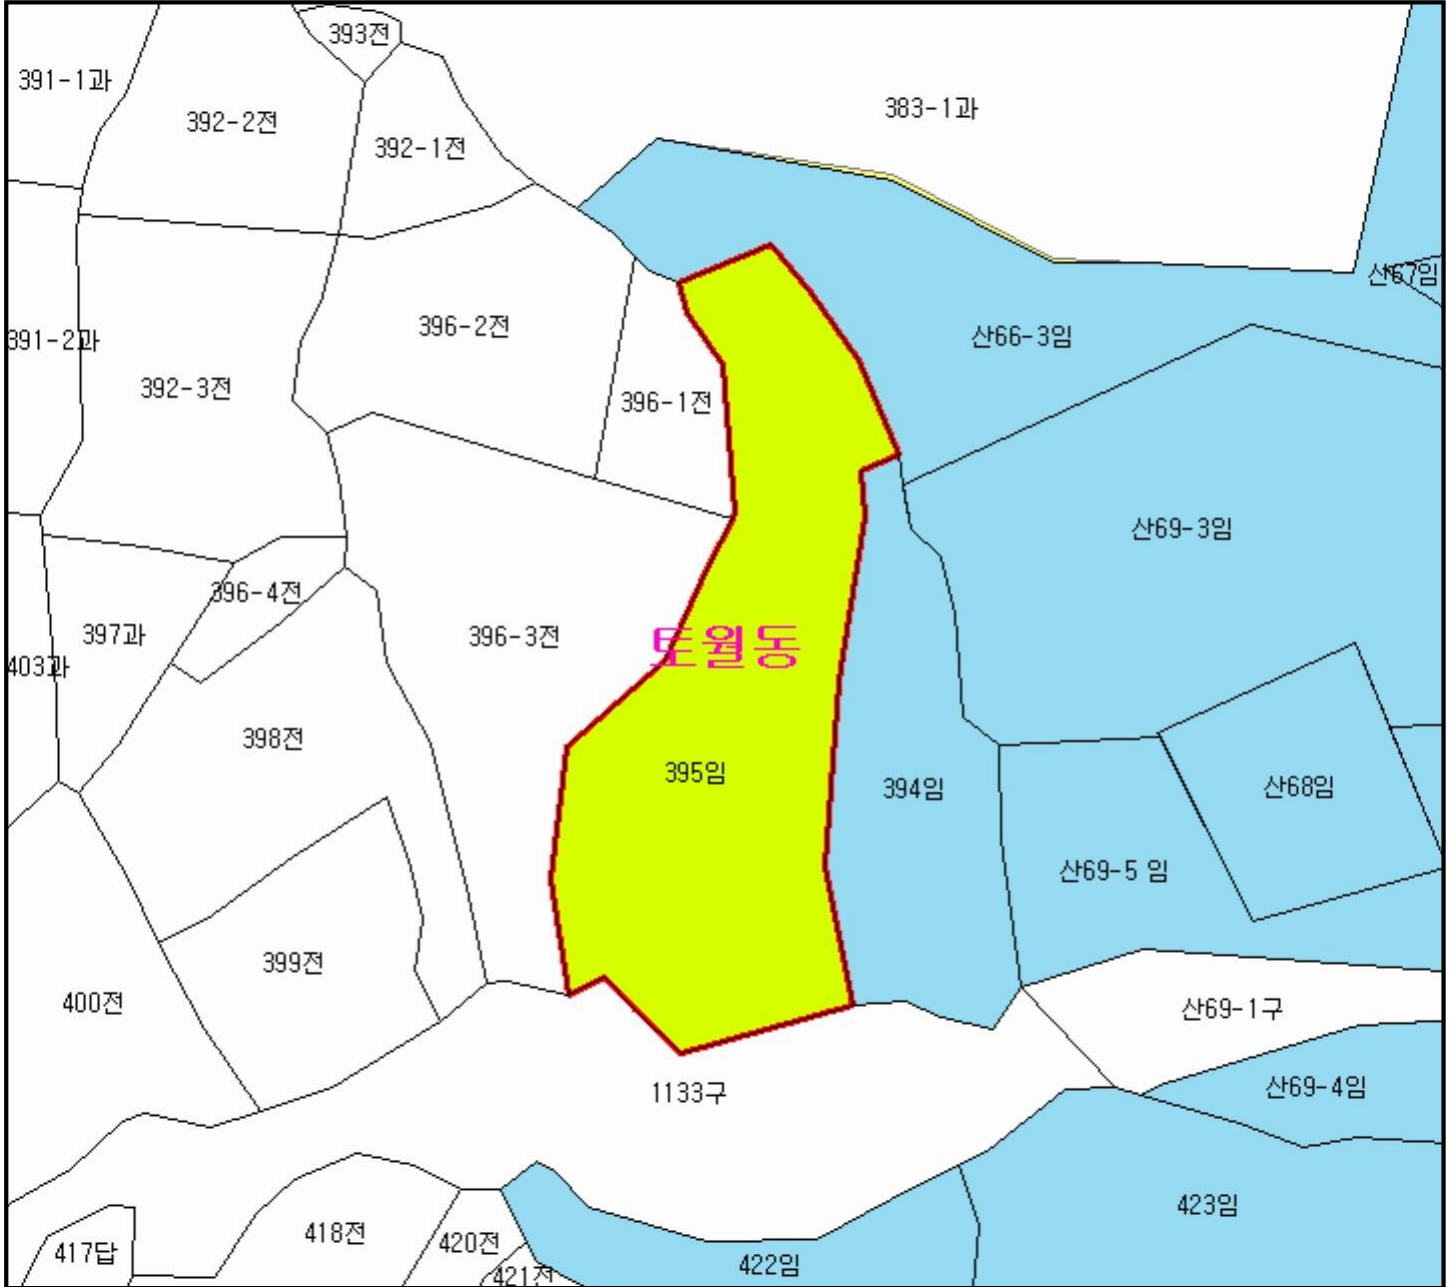 393전
391-1과
392-2전
392-1전
383-1과
산67임
391-2과
392-3전
396-2전
396-1전
산66-3임
산69-3임
396-4전
397과
396-3전
토월동
403과
398전
395임
394임
산68임
산69-5 임
399전
400전
산69-1구
1133구
산69-4임
418전
420전
423임
417답
421전
422임